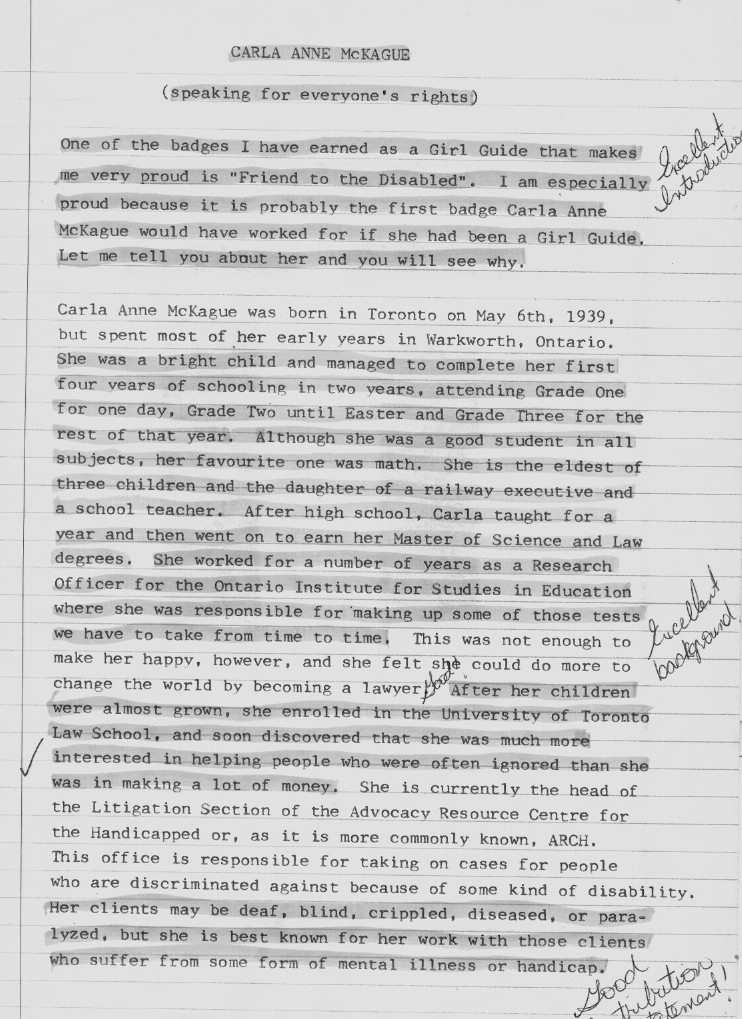 CARLA ANNE McKAGUE
(speaking for everyone's rights)
One of the badges I have earned as a Girl Guide that makes
me very proud is "Friend to the Disabled". I am especially
proud because it is probably the first badge Carla Anne
McKague would have worked for if she had been a Girl Guide.
Let me tell you about her and you will see why.
Excellent
Introduction
Carla Anne McKague was born in Toronto on May 6th, 1939,
but spent most of her early years in Warkworth, Ontario.
She was a bright child and managed to complete her first
four years of schooling in two years, attending Grade One
for one day, Grade Two until Easter and Grade Three for the
rest of that year. Although she was a good student in all
subjects, her favourite one was math. She is the eldest of
three children and the daughter of a railway executive and
a school teacher. After high school, Carla taught for a
year and then went on to earn her Master of Science and Law
degrees. She worked for a number of years as a Research
Officer for the Ontario Institute for Studies in Education
where she was responsible for making up some of those tests
we have to take from time to time. This was not enough to
make her happy, however, and she felt she could do more to
change the world by becoming a lawyer. Good After her children
were almost grown, she enrolled in the University of Toronto
Law School, and soon discovered that she was much more
interested in helping people who were often ignored than she
was in making a lot of money. She is currently the head of
the Litigation Section of the Advocacy Resource Centre for
the Handicapped or, as it is more commonly known, ARCH.
This office is responsible for taking on cases for people
who are discriminated against because of some kind of disability.
Her clients may be deaf, blind, crippled, diseased, or para-
lyzed, but she is best known for her work with those clients
who suffer from some form of mental illness or handicap.
Excellent
background
Good
tribution
tatement!